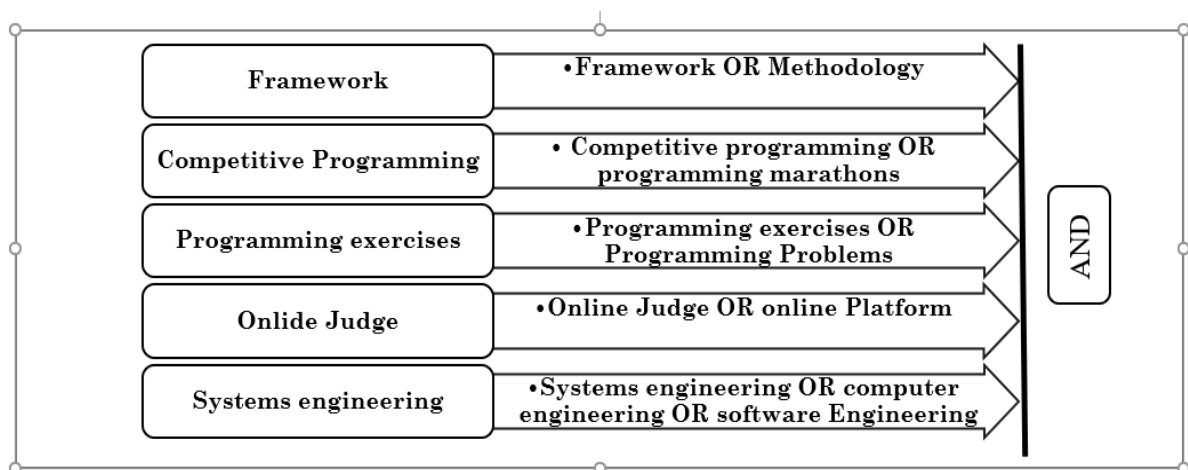 Framework
•Framework OR Methodology
Competitive Programming
• Competitive programming OR
programming marathons
Programming exercises
•Programming exercises OR
Programming Problems
Onlide Judge
•Online Judge OR online Platform
Systems engineering
•Systems engineering OR computer
engineering OR software Engineering
AND